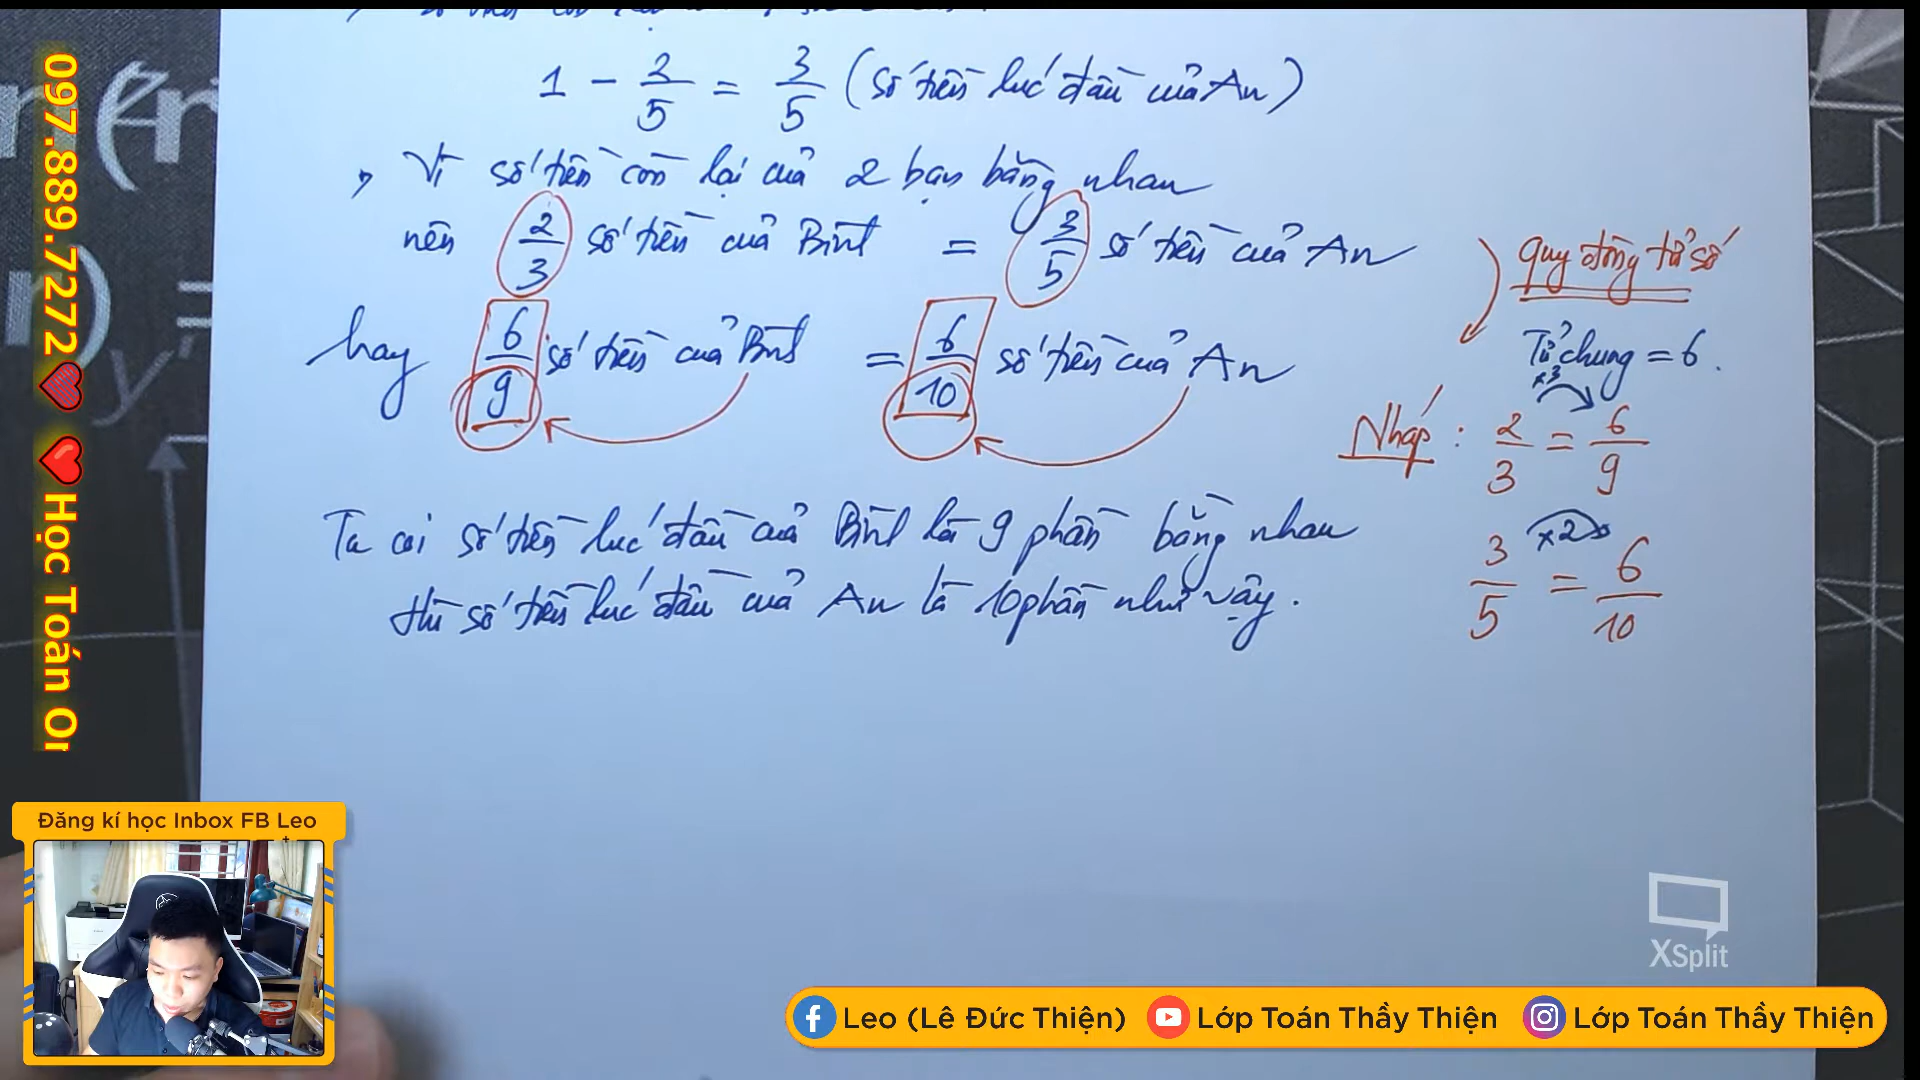 1 - 2/5 = 3/5 (số tiền lúc đầu của An)
, Vì số tiền còn lại của 2 bạn bằng nhau
nên 2/3 số tiền của Bình = 3/5 số tiền của An
hay 6/9 số tiền của Bình = 6/10 số tiền của An
Ta coi số tiền lúc đầu của Bình là 9 phần bằng nhau
thì số tiền lúc đầu của An là 10 phần như vậy.
quy đồng tử số
Tử chung = 6.
x3
Nháp: 2/3 = 6/9
x2
3/5 = 6/10
097.889.7272 Học Toán On
Đăng kí học Inbox FB Leo
XSplit
Leo (Lê Đức Thiện) Lớp Toán Thầy Thiện Lớp Toán Thầy Thiện